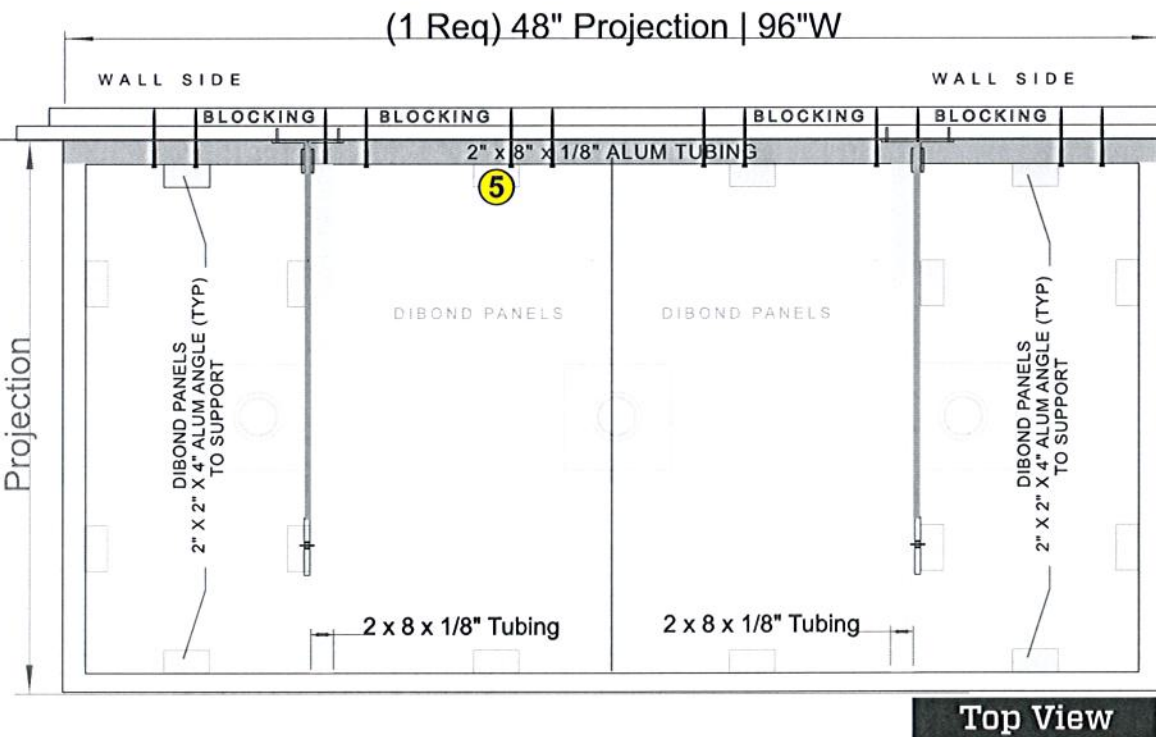 (1 Req) 48" Projection | 96"W
WALL SIDE
WALL SIDE
BLOCKING
BLOCKING
BLOCKING
BLOCKING
2" x 8" x 1/8" ALUM TUBING
5
DIBOND PANELS
DIBOND PANELS
Projection
DIBOND PANELS
2" X 2" X 4" ALUM ANGLE (TYP)
TO SUPPORT
DIBOND PANELS
2" X 2" X 4" ALUM ANGLE (TYP)
TO SUPPORT
2 x 8 x 1/8" Tubing
2 x 8 x 1/8" Tubing
Top View